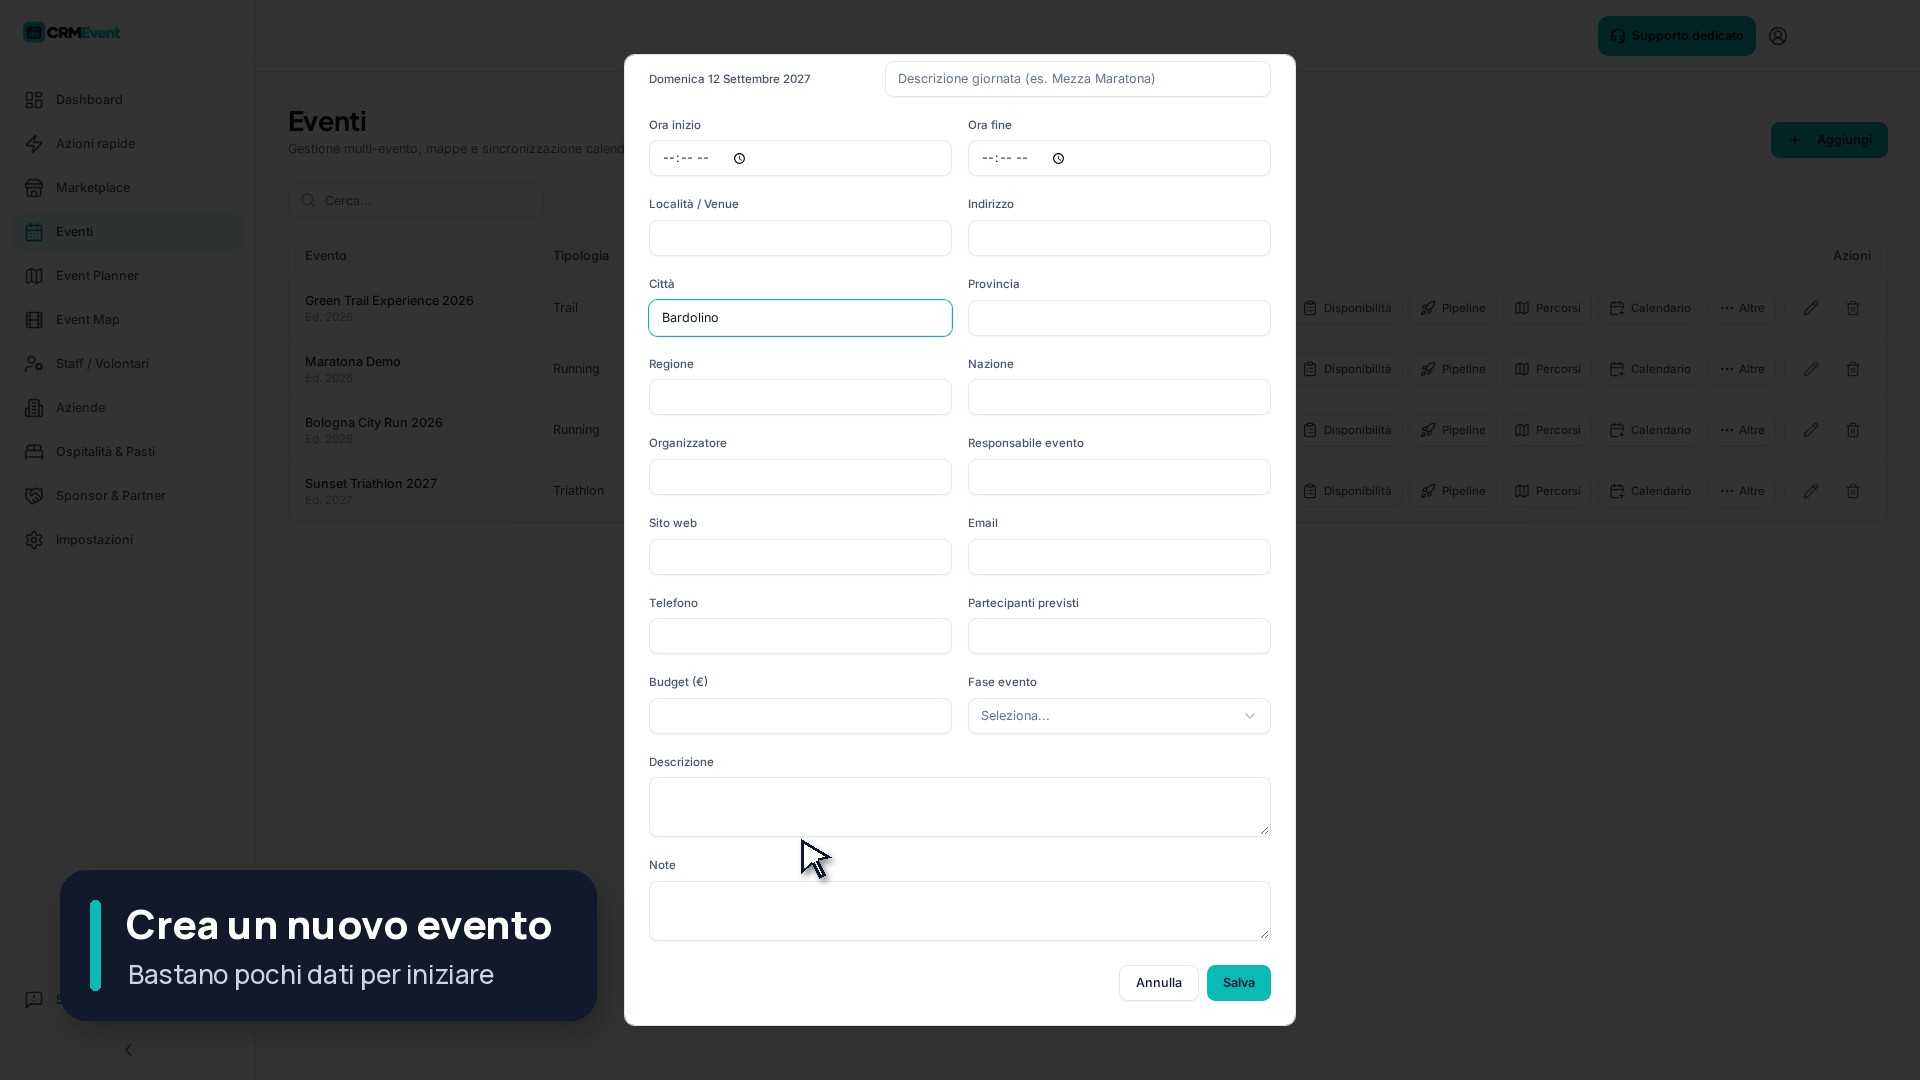 CRMEvent
Supporto dedicato
Dashboard
Azioni rapide
Marketplace
Eventi
Event Planner
Event Map
Staff / Volontari
Aziende
Ospitalità & Pasti
Sponsor & Partner
Impostazioni
Eventi
Gestione multi-evento, mappe e sincronizzazione calend
Aggiungi
Cerca...
Evento
Tipologia
Azioni
Green Trail Experience 2026
Ed. 2026
Trail
Disponibilità
Pipeline
Percorsi
Calendario
Altre
Maratona Demo
Ed. 2026
Running
Disponibilità
Pipeline
Percorsi
Calendario
Altre
Bologna City Run 2026
Ed. 2026
Running
Disponibilità
Pipeline
Percorsi
Calendario
Altre
Sunset Triathlon 2027
Ed. 2027
Triathlon
Disponibilità
Pipeline
Percorsi
Calendario
Altre
Domenica 12 Settembre 2027
Descrizione giornata (es. Mezza Maratona)
Ora inizio
Ora fine
--:-- --
--:-- --
Località / Venue
Indirizzo
Città
Provincia
Bardolino
Regione
Nazione
Organizzatore
Responsabile evento
Sito web
Email
Telefono
Partecipanti previsti
Budget (€)
Fase evento
Seleziona...
Descrizione
Note
Annulla
Salva
Crea un nuovo evento
Bastano pochi dati per iniziare